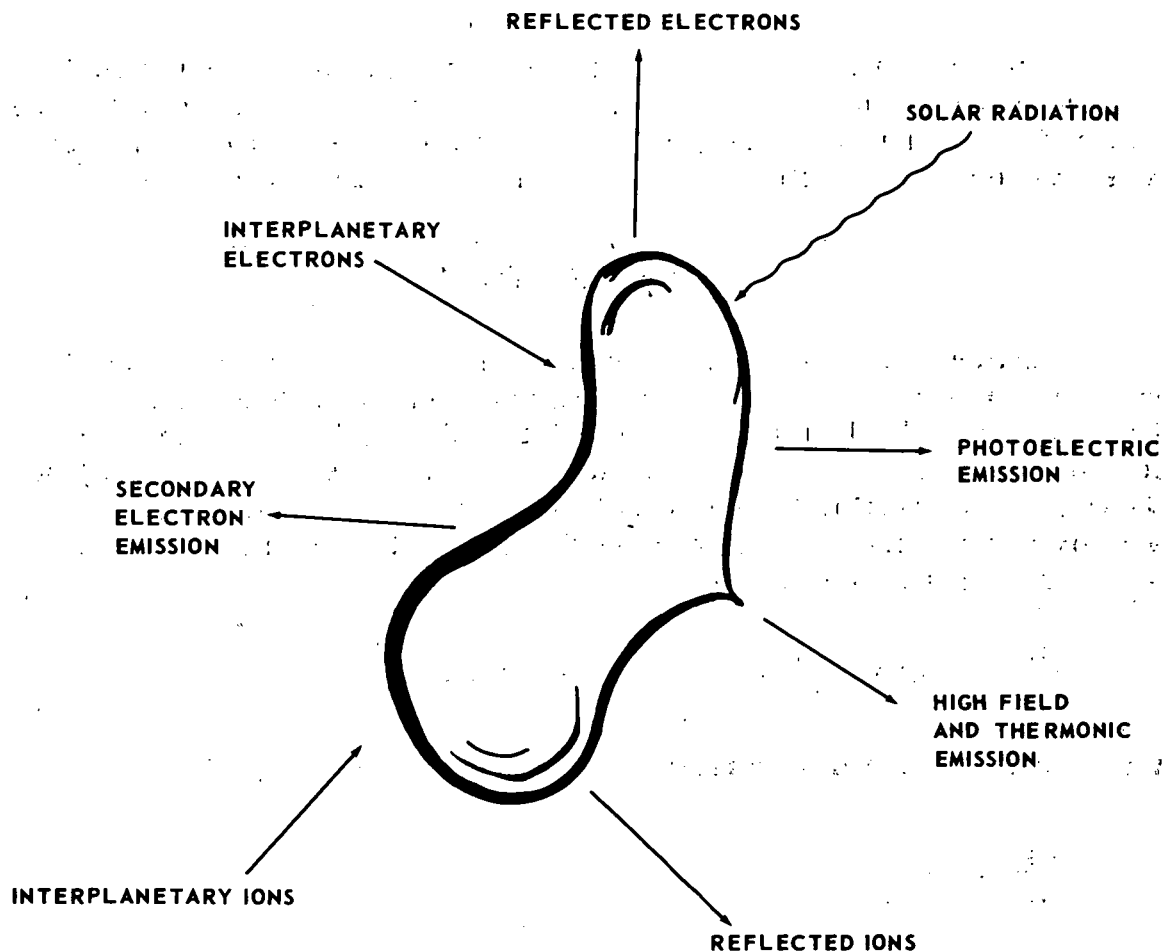 REFLECTED ELECTRONS
SOLAR RADIATION
INTERPLANETARY
ELECTRONS
PHOTOELECTRIC
EMISSION
SECONDARY
ELECTRON
EMISSION
HIGH FIELD
AND THERMONIC
EMISSION
INTERPLANETARY IONS
REFLECTED IONS